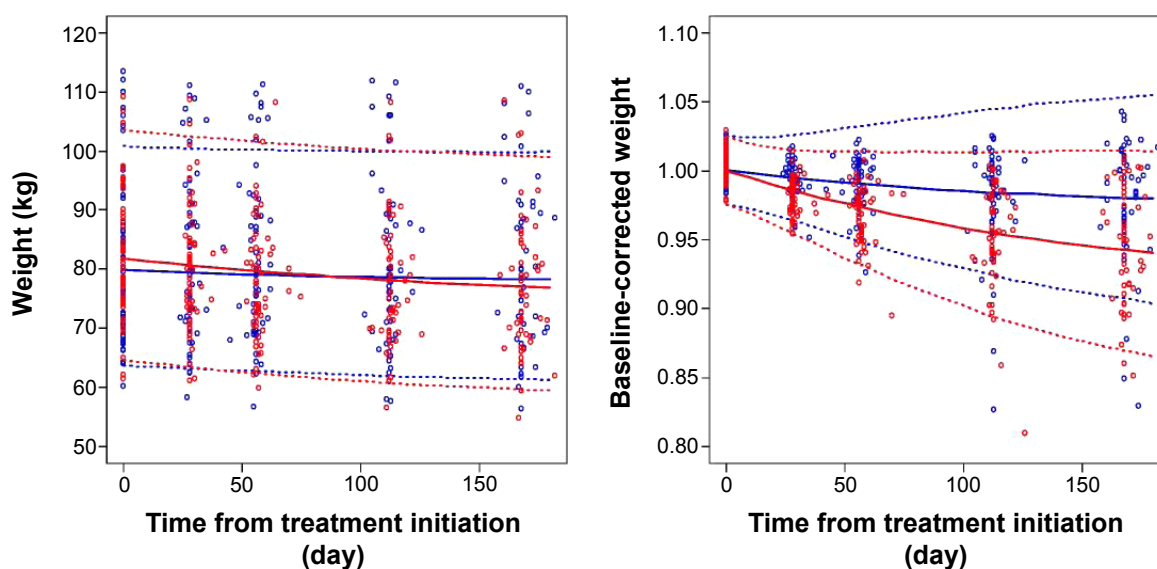 120
110
100
90
80
70
60
50
Weight (kg)
0 50 100 150
Time from treatment initiation
(day)
1.10
1.05
1.00
0.95
0.90
0.85
0.80
Baseline-corrected weight
0 50 100 150
Time from treatment initiation
(day)